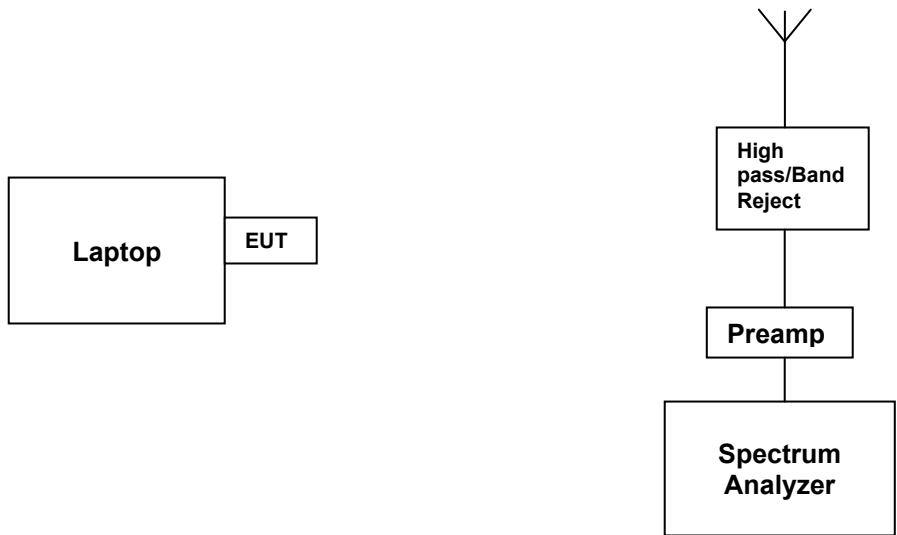 High
pass/Band
Reject
Laptop
EUT
Preamp
Spectrum
Analyzer